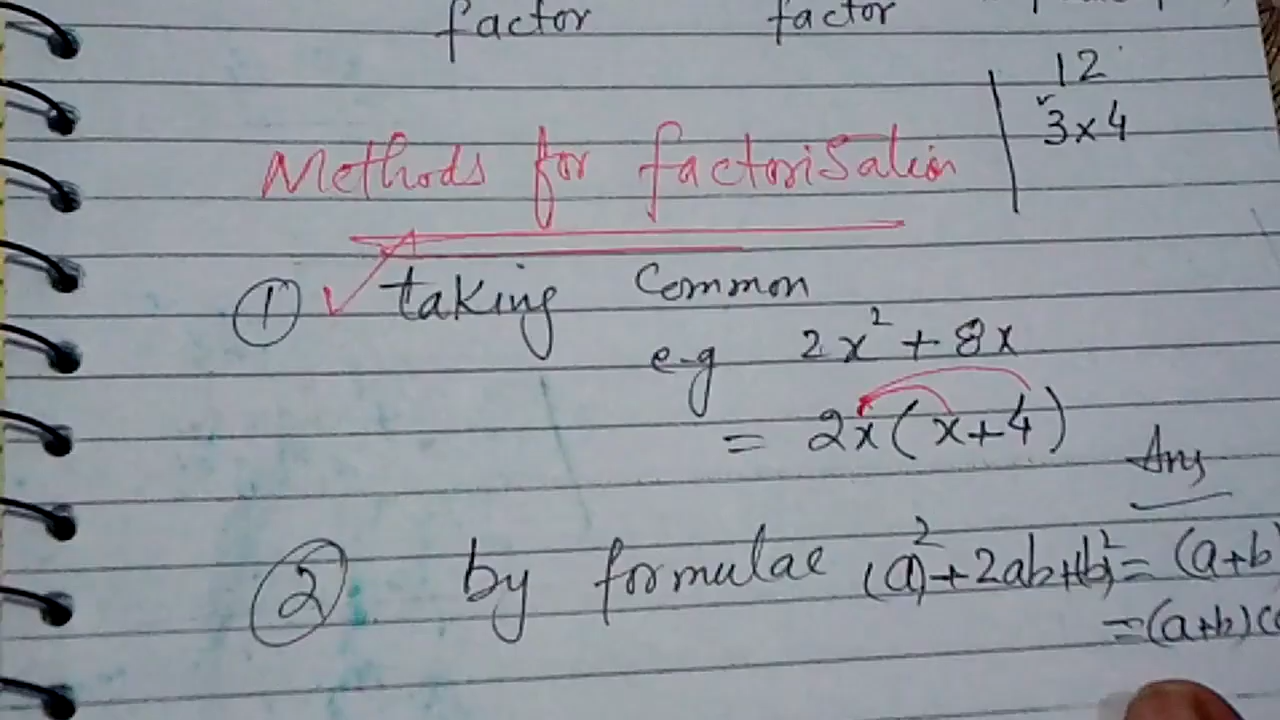 factor factor
12
3x4
Methods for factorisation
① ✓ taking Common
e-g 2x² + 8x
= 2x(x+4)
Ans
② by formulae (a)²+2ab+(b)² = (a+b)
=(a+b)(